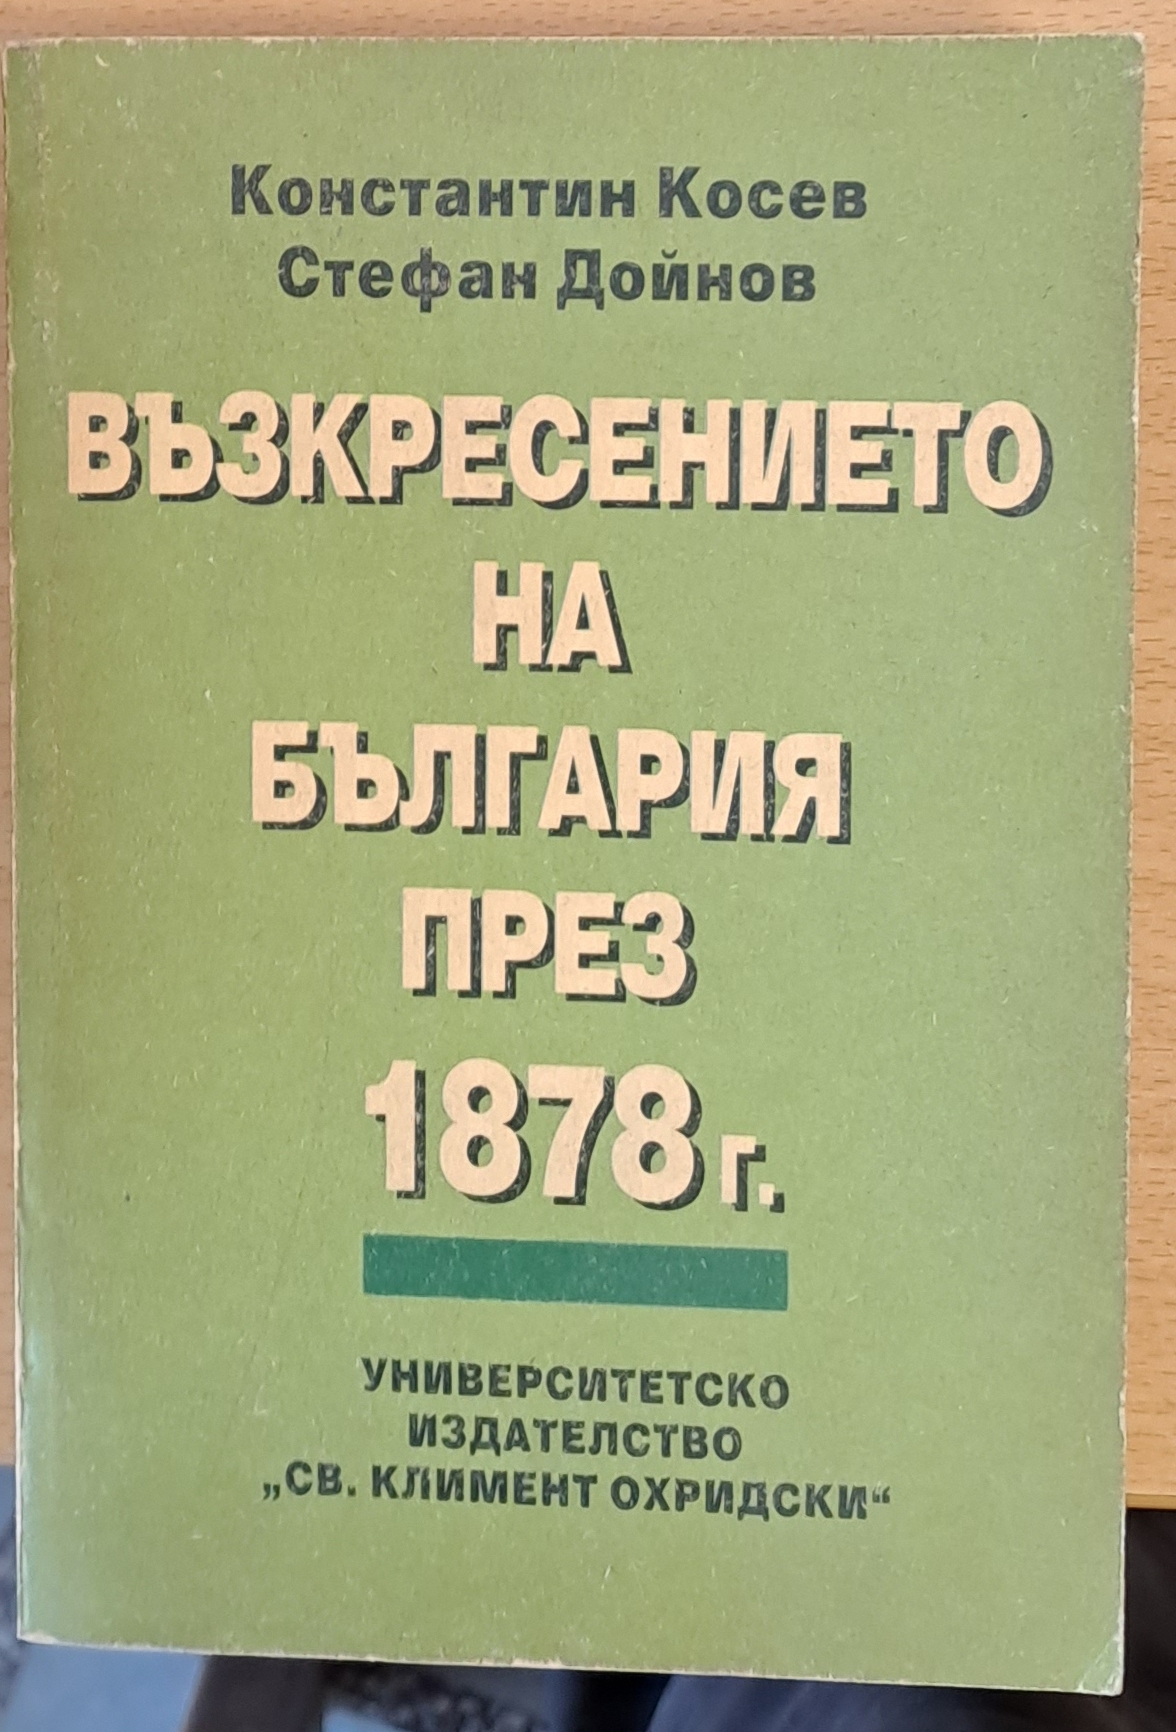 Константин Косев
Стефан Дойнов
ВЪЗКРЕСЕНИЕТО
НА
БЪЛГАРИЯ
ПРЕЗ
1878 г.
УНИВЕРСИТЕТСКО
ИЗДАТЕЛСТВО
„СВ. КЛИМЕНТ ОХРИДСКИ“